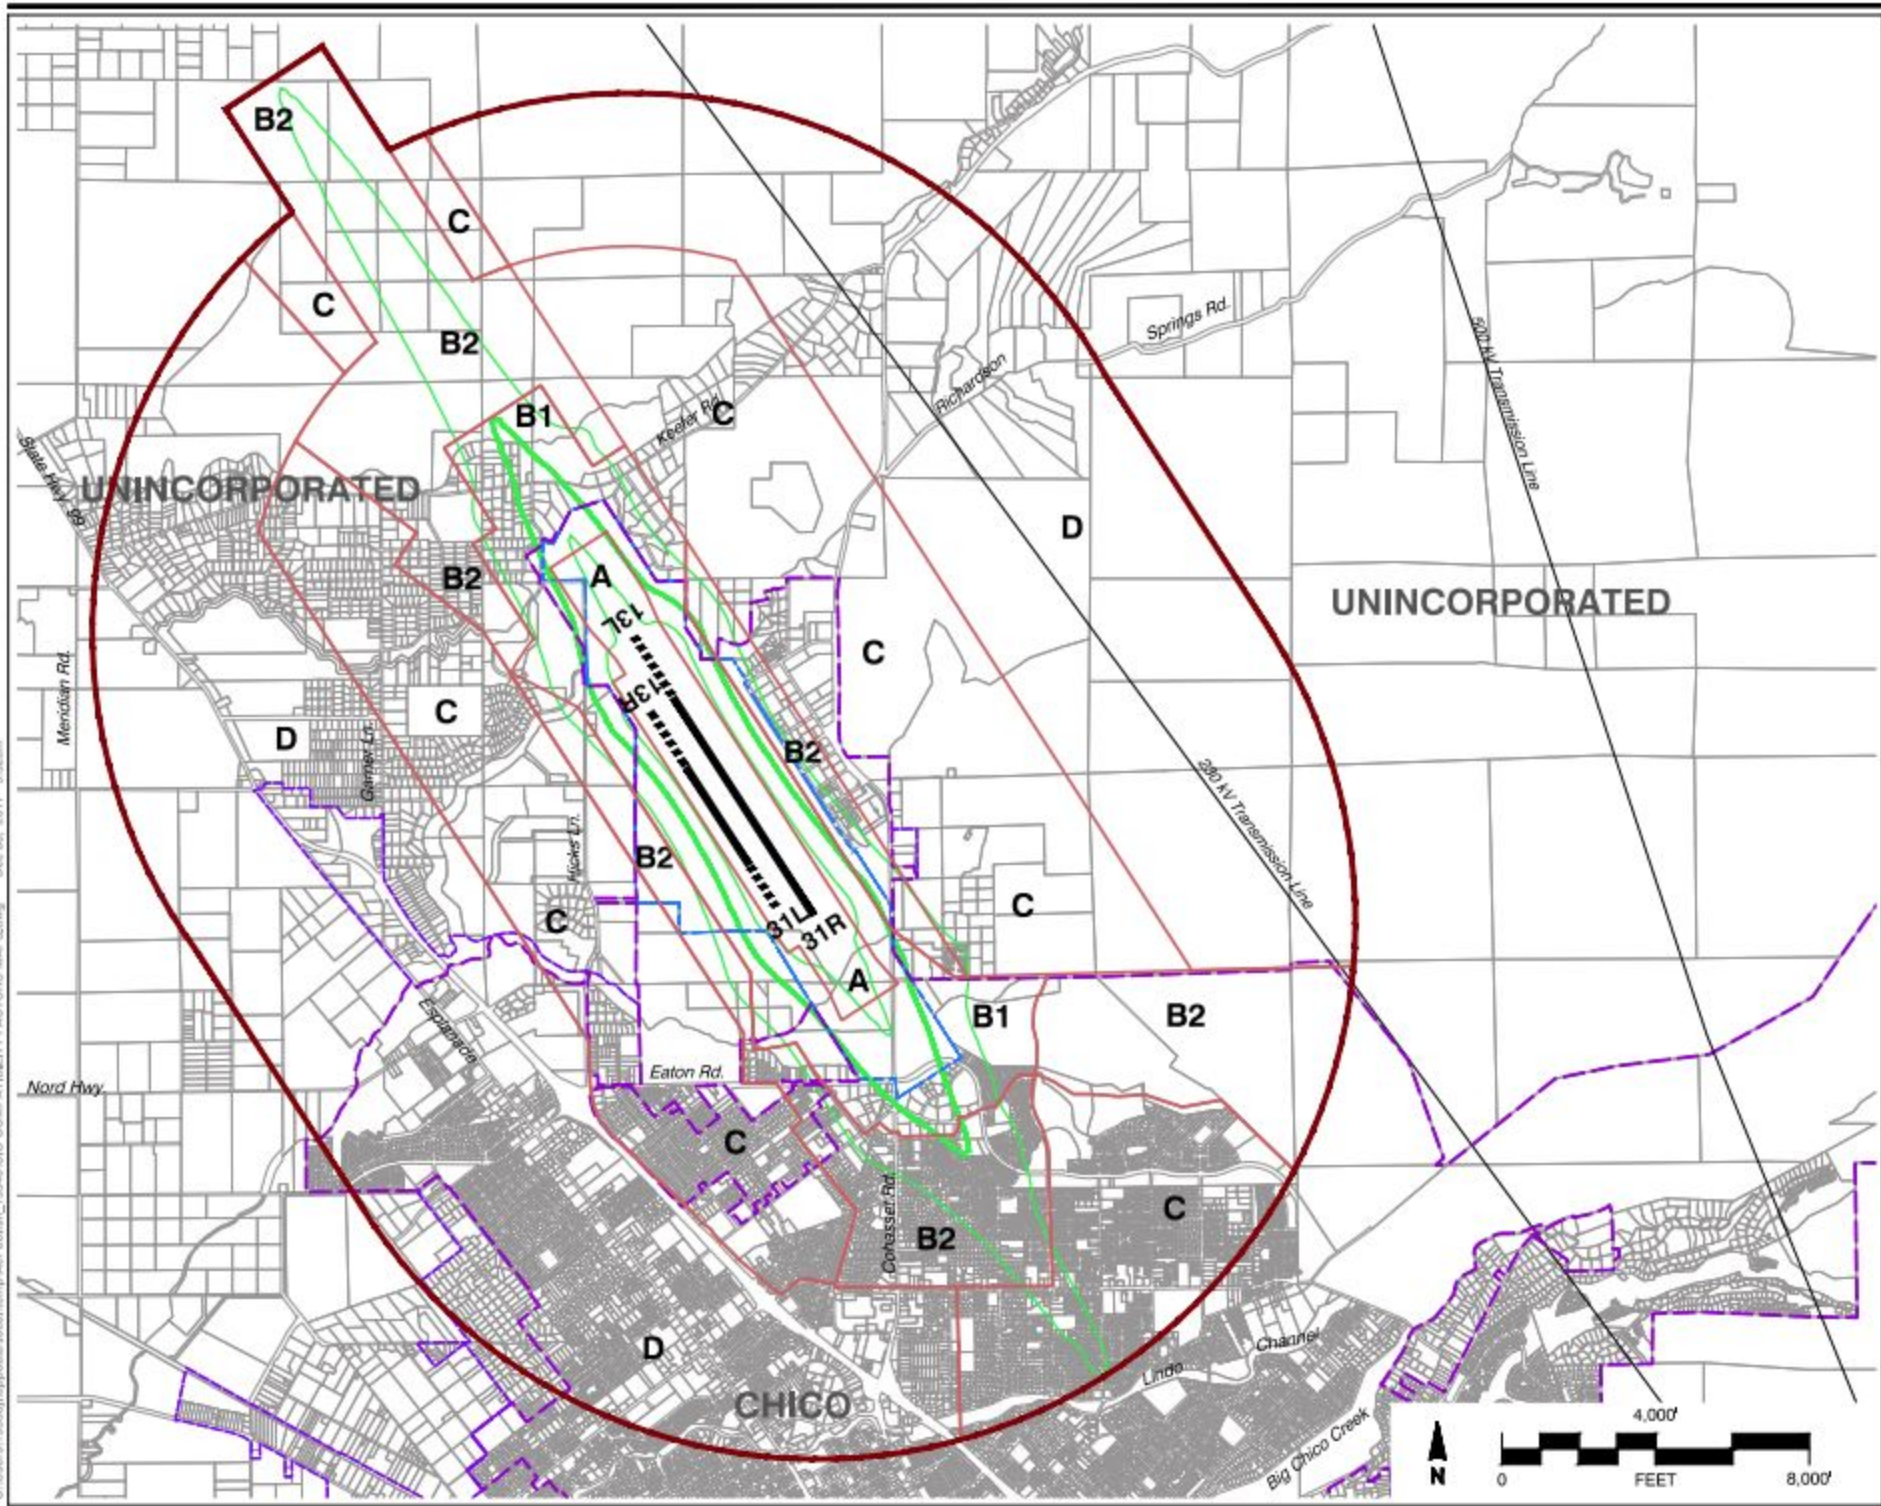 B2
C
C
B2
500 kV Transmission Line
Springs Rd.
Richardson
B1
Keefer Rd.
C
State Hwy. 99
UNINCORPORATED
D
B2
A
UNINCORPORATED
13L
C
Meridian Rd.
13R
C
D
Garner Ln.
B2
230 kV Transmission Line
Hicks Ln.
B2
C
C
31L
31R
A
Esplanade
B1
B2
Nord Hwy.
Eaton Rd.
C
Cohasset Rd.
C
B2
D
Channel
Lindo
CHICO
Big Chico Creek
N
4,000'
0
FEET
8,000'